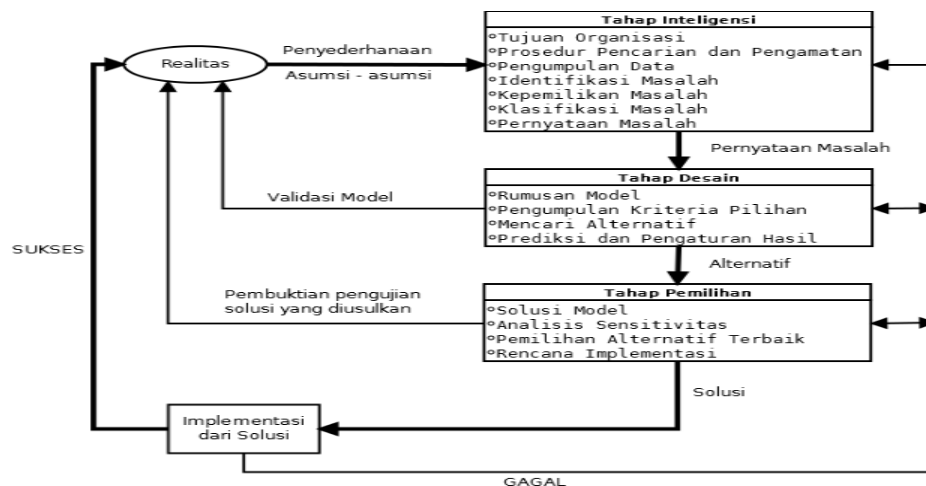 Tahap Inteligensi
Penyederhanaan
Realitas
Asumsi - asumsi
°Tujuan Organisasi
°Prosedur Pencarian dan Pengamatan
°Pengumpulan Data
°Identifikasi Masalah
°Kepemilikan Masalah
°Klasifikasi Masalah
°Pernyataan Masalah
Pernyataan Masalah
Tahap Desain
Validasi Model
°Rumusan Model
°Pengumpulan Kriteria Pilihan
°Mencari Alternatif
°Prediksi dan Pengaturan Hasil
SUKSES
Alternatif
Tahap Pemilihan
Pembuktian pengujian
solusi yang diusulkan
°Solusi Model
°Analisis Sensitivitas
°Pemilihan Alternatif Terbaik
°Rencana Implementasi
Solusi
Implementasi
dari Solusi
GAGAL